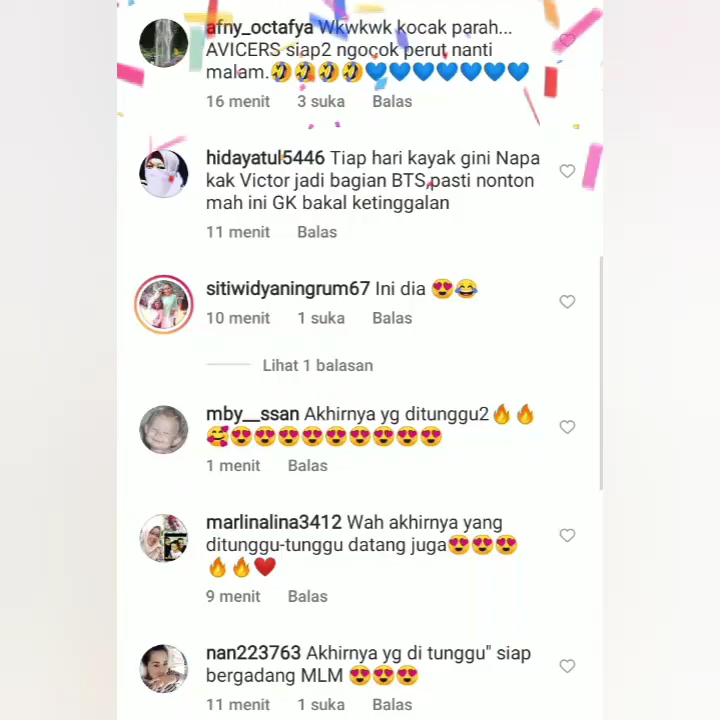 afny_octafya Wkwkwk kocak parah...
AVICERS siap2 ngocok perut nanti
malam.🤣🤣🤣🤣💙💙💙💙💙💙💙
16 menit 3 suka Balas
hidayatul5446 Tiap hari kayak gini Napa
kak Victor jadi bagian BTS,pasti nonton
mah ini GK bakal ketinggalan
11 menit Balas
sitiwidyaningrum67 Ini dia 😍😂
10 menit 1 suka Balas
Lihat 1 balasan
mby__ssan Akhirnya yg ditunggu2🔥🔥
🥰😍😍😍😍😍😍😍😍😍
1 menit Balas
marlinalina3412 Wah akhirnya yang
ditunggu-tunggu datang juga😍😍😍
🔥🔥❤️
9 menit Balas
nan223763 Akhirnya yg di tunggu" siap
bergadang MLM 😍😍😍
11 menit 1 suka Balas